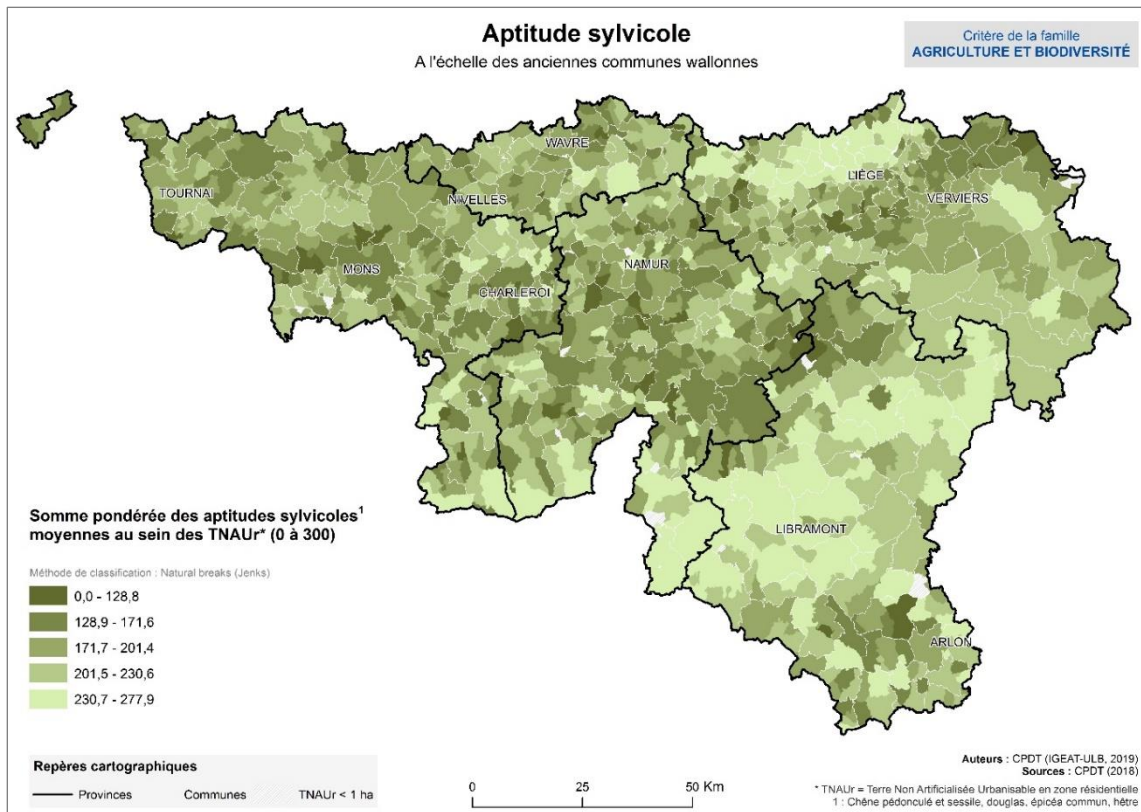 Aptitude sylvicole
A l'échelle des anciennes communes wallonnes
Critère de la famille
AGRICULTURE ET BIODIVERSITÉ
WAVRE
LIÈGE
TOURNAI
NIVELLES
VERVIERS
NAMUR
MONS
CHARLEROI
LIBRAMONT
ARLON
Somme pondérée des aptitudes sylvicoles¹
moyennes au sein des TNAUr* (0 à 300)
Méthode de classification : Natural breaks (Jenks)
0,0 - 128,8
128,9 - 171,6
171,7 - 201,4
201,5 - 230,6
230,7 - 277,9
Repères cartographiques
Provinces Communes TNAUr < 1 ha
0 25 50 Km
Auteurs : CPDT (IGEAT-ULB, 2019)
Sources : CPDT (2018)
* TNAUr = Terre Non Artificialisée Urbanisable en zone résidentielle
1 : Chêne pédonculé et sessile, douglas, épicéa commun, hêtre